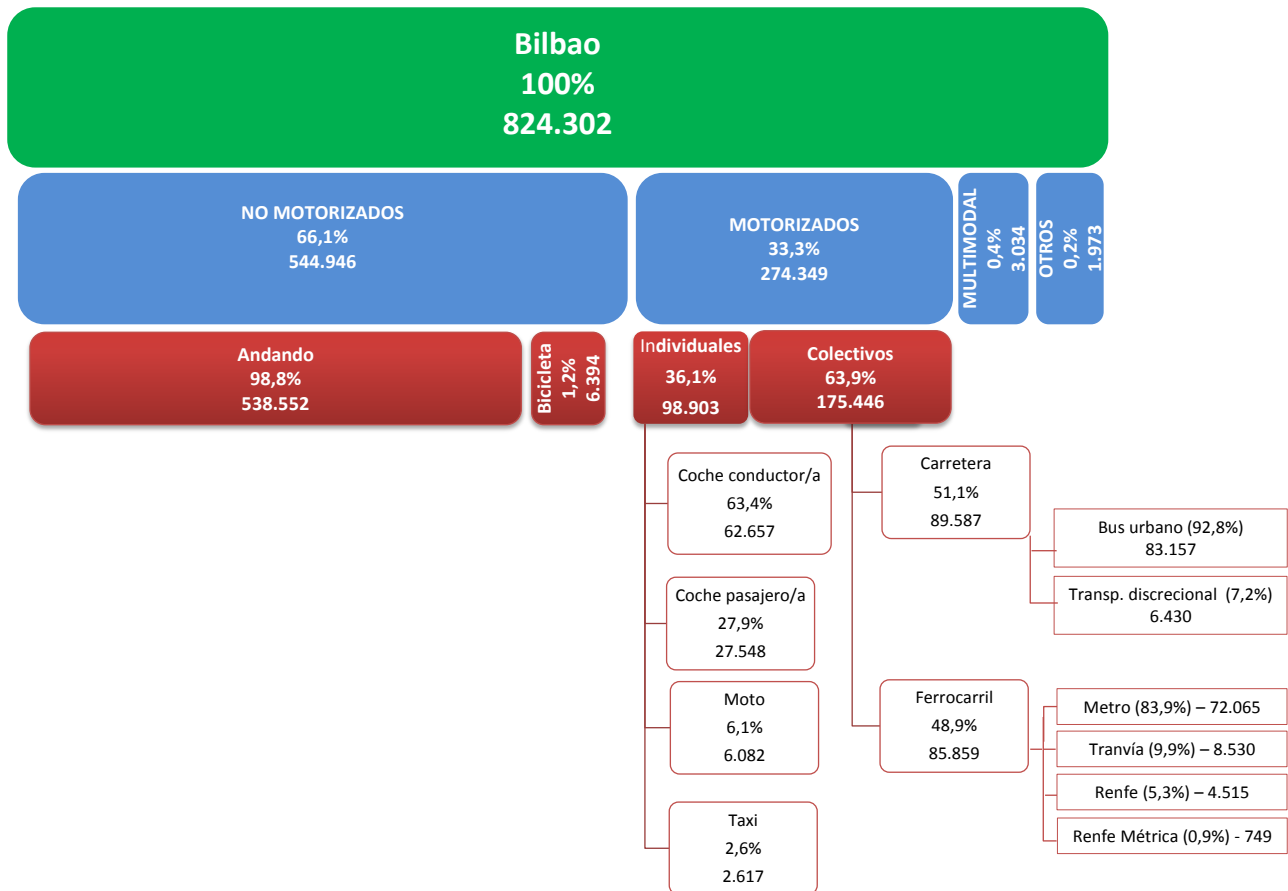 Bilbao
100%
824.302
NO MOTORIZADOS
66,1%
544.946
MOTORIZADOS
33,3%
274.349
MULTIMODAL
0,4%
3.034
OTROS
0,2%
1.973
Andando
98,8%
538.552
Bicicleta
1,2%
6.394
Individuales
36,1%
98.903
Colectivos
63,9%
175.446
Coche conductor/a
63,4%
62.657
Coche pasajero/a
27,9%
27.548
Moto
6,1%
6.082
Taxi
2,6%
2.617
Carretera
51,1%
89.587
Bus urbano (92,8%)
83.157
Transp. discrecional (7,2%)
6.430
Ferrocarril
48,9%
85.859
Metro (83,9%) – 72.065
Tranvía (9,9%) – 8.530
Renfe (5,3%) – 4.515
Renfe Métrica (0,9%) - 749